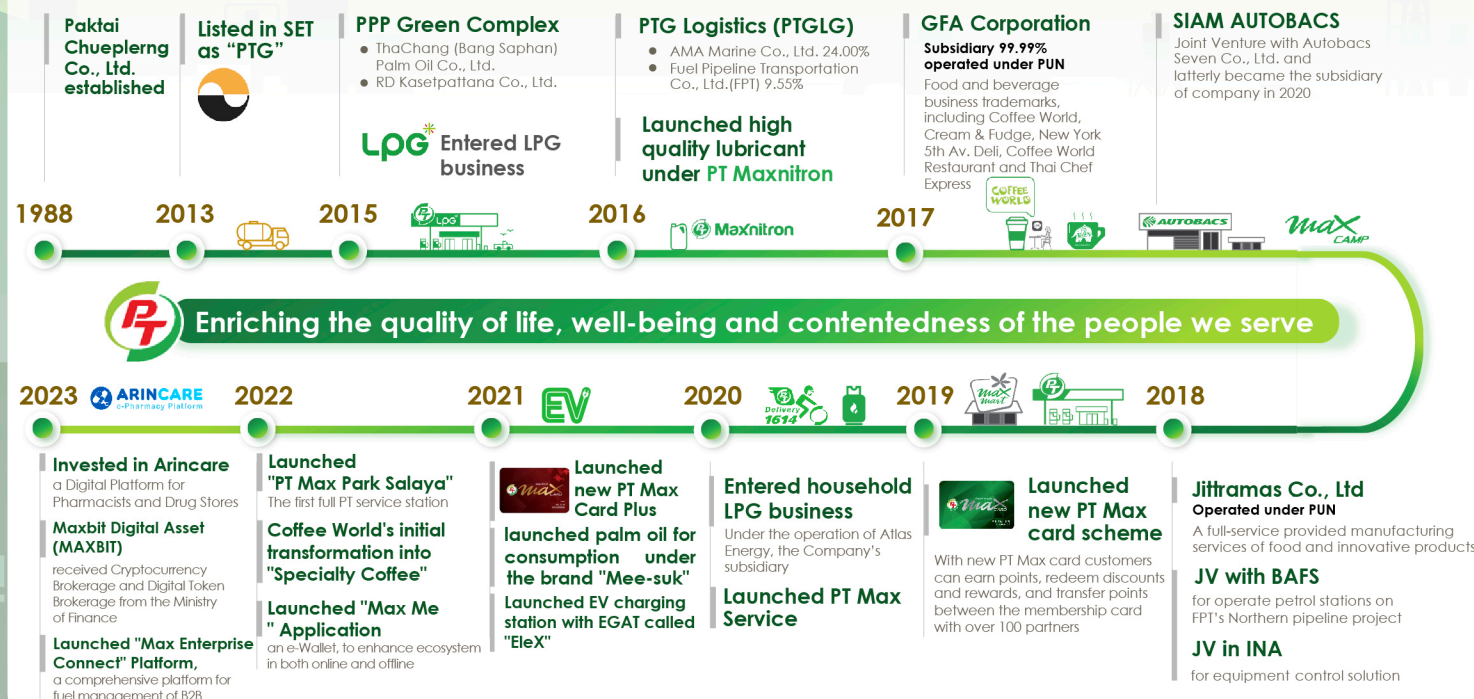 Paktai
Chueplerng
Co., Ltd.
established
Listed in SET
as “PTG”
PPP Green Complex
● ThaChang (Bang Saphan)
Palm Oil Co., Ltd.
● RD Kasetpattana Co., Ltd.
LPG
Entered LPG
business
PTG Logistics (PTGLG)
● AMA Marine Co., Ltd. 24.00%
● Fuel Pipeline Transportation
Co., Ltd.(FPT) 9.55%
Launched high
quality lubricant
under PT Maxnitron
GFA Corporation
Subsidiary 99.99%
operated under PUN
Food and beverage
business trademarks,
including Coffee World,
Cream & Fudge, New York
5th Av. Deli, Coffee World
Restaurant and Thai Chef
Express
SIAM AUTOBACS
Joint Venture with Autobacs
Seven Co., Ltd. and
latterly became the subsidiary
of company in 2020
1988
2013
2015
PT LPG
2016
PT Maxnitron
2017
COFFEE
WORLD
AUTOBACS
max
CAMP
PT
Enriching the quality of life, well-being and contentedness of the people we serve
2023
ARINCARE
e-Pharmacy Platform
2022
2021
EV
2020
PT
Delivery
1614
2019
max
mart
PT
2018
Invested in Arincare
a Digital Platform for
Pharmacists and Drug Stores
Maxbit Digital Asset
(MAXBIT)
received Cryptocurrency
Brokerage and Digital Token
Brokerage from the Ministry
of Finance
Launched "Max Enterprise
Connect" Platform,
a comprehensive platform for
fuel management of B2B
Launched
"PT Max Park Salaya"
The first full PT service station
Coffee World's initial
transformation into
"Specialty Coffee"
Launched "Max Me
" Application
an e-Wallet, to enhance ecosystem
in both online and offline
max
CARD
Launched
new PT Max
Card Plus
launched palm oil for
consumption under
the brand "Mee-suk"
Launched EV charging
station with EGAT called
"EleX"
Entered household
LPG business
Under the operation of Atlas
Energy, the Company’s
subsidiary
Launched PT Max
Service
max
CARD
Launched
new PT Max
card scheme
With new PT Max card customers
can earn points, redeem discounts
and rewards, and transfer points
between the membership card
with over 100 partners
Jittramas Co., Ltd
Operated under PUN
A full-service provided manufacturing
services of food and innovative products
JV with BAFS
for operate petrol stations on
FPT’s Northern pipeline project
JV in INA
for equipment control solution